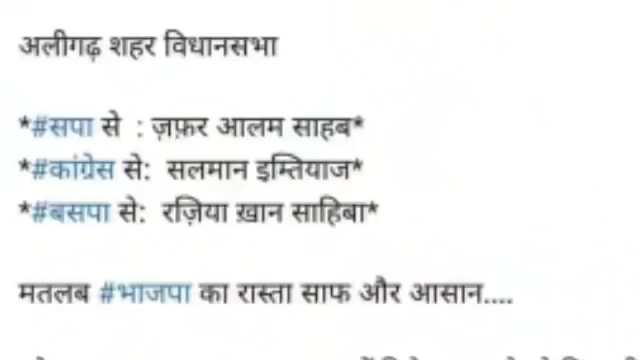 अलीगढ़ शहर विधानसभा
*#सपा से : ज़फ़र आलम साहब*
*#कांग्रेस से: सलमान इम्तियाज*
*#बसपा से: रज़िया ख़ान साहिबा*
मतलब #भाजपा का रास्ता साफ और आसान....